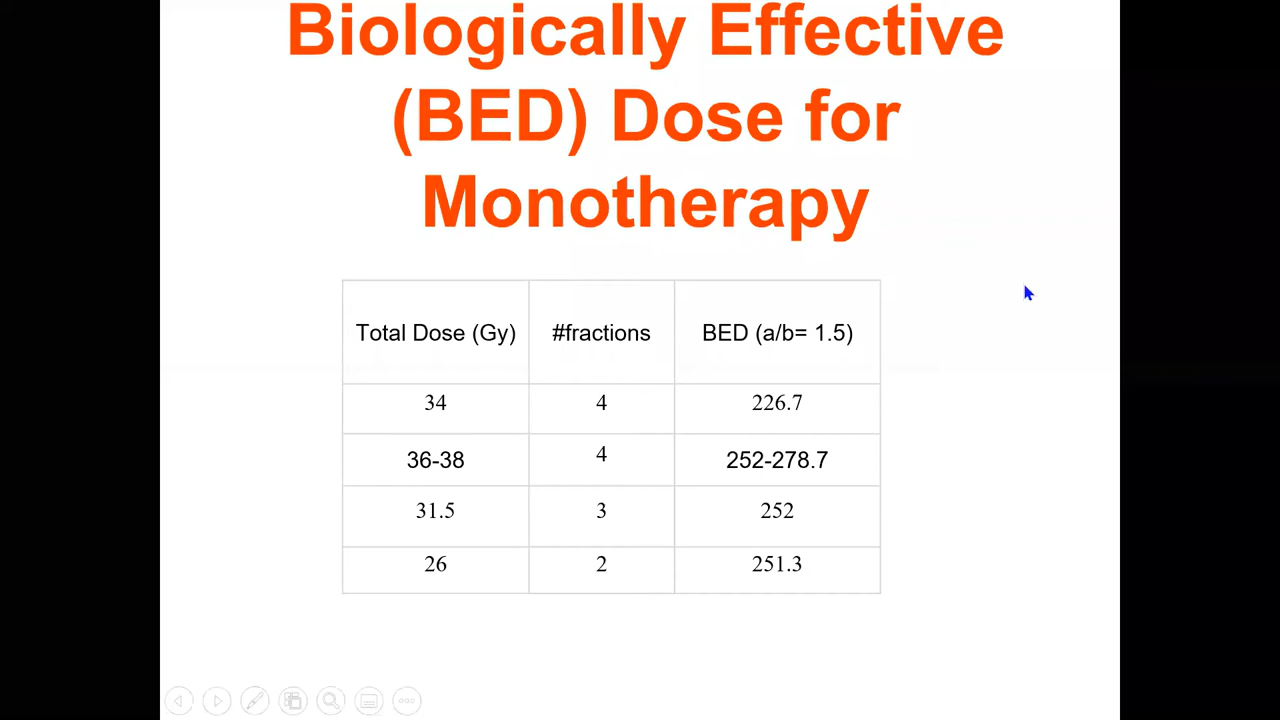 Biologically Effective
(BED) Dose for
Monotherapy
Total Dose (Gy) #fractions BED (a/b= 1.5)
34 4 226.7
36-38 4 252-278.7
31.5 3 252
26 2 251.3